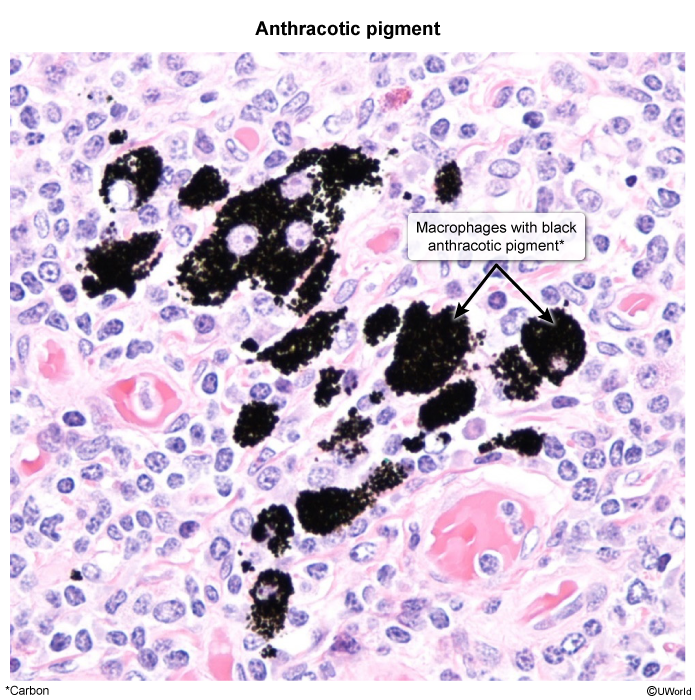 Anthracotic pigment
Macrophages with black
anthracotic pigment*
*Carbon
©UWorld